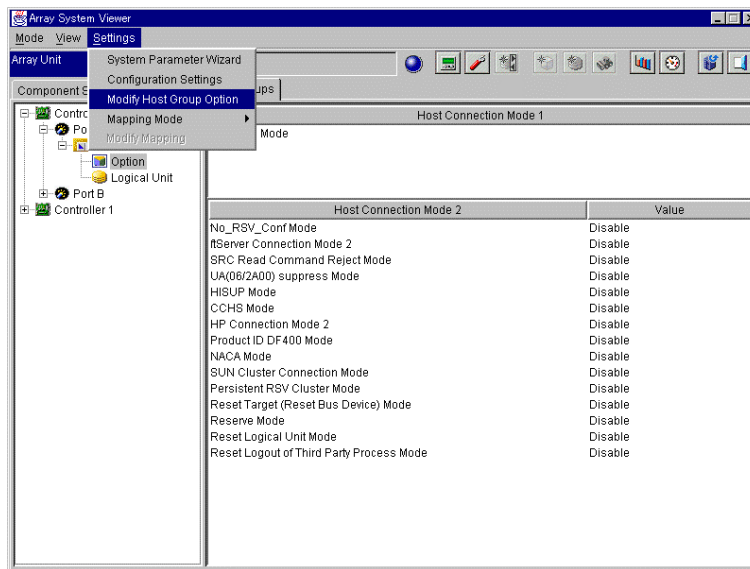 Array System Viewer
Mode View Settings
Array Unit
System Parameter Wizard
Configuration Settings
Modify Host Group Option
Mapping Mode
Modify Mapping
Component S
ups
Contro
Po
Option
Logical Unit
Port B
Controller 1
Host Connection Mode 1
Mode
Host Connection Mode 2 Value
No_RSV_Conf Mode Disable
ftServer Connection Mode 2 Disable
SRC Read Command Reject Mode Disable
UA(06/2A00) suppress Mode Disable
HISUP Mode Disable
CCHS Mode Disable
HP Connection Mode 2 Disable
Product ID DF400 Mode Disable
NACA Mode Disable
SUN Cluster Connection Mode Disable
Persistent RSV Cluster Mode Disable
Reset Target (Reset Bus Device) Mode Disable
Reserve Mode Disable
Reset Logical Unit Mode Disable
Reset Logout of Third Party Process Mode Disable